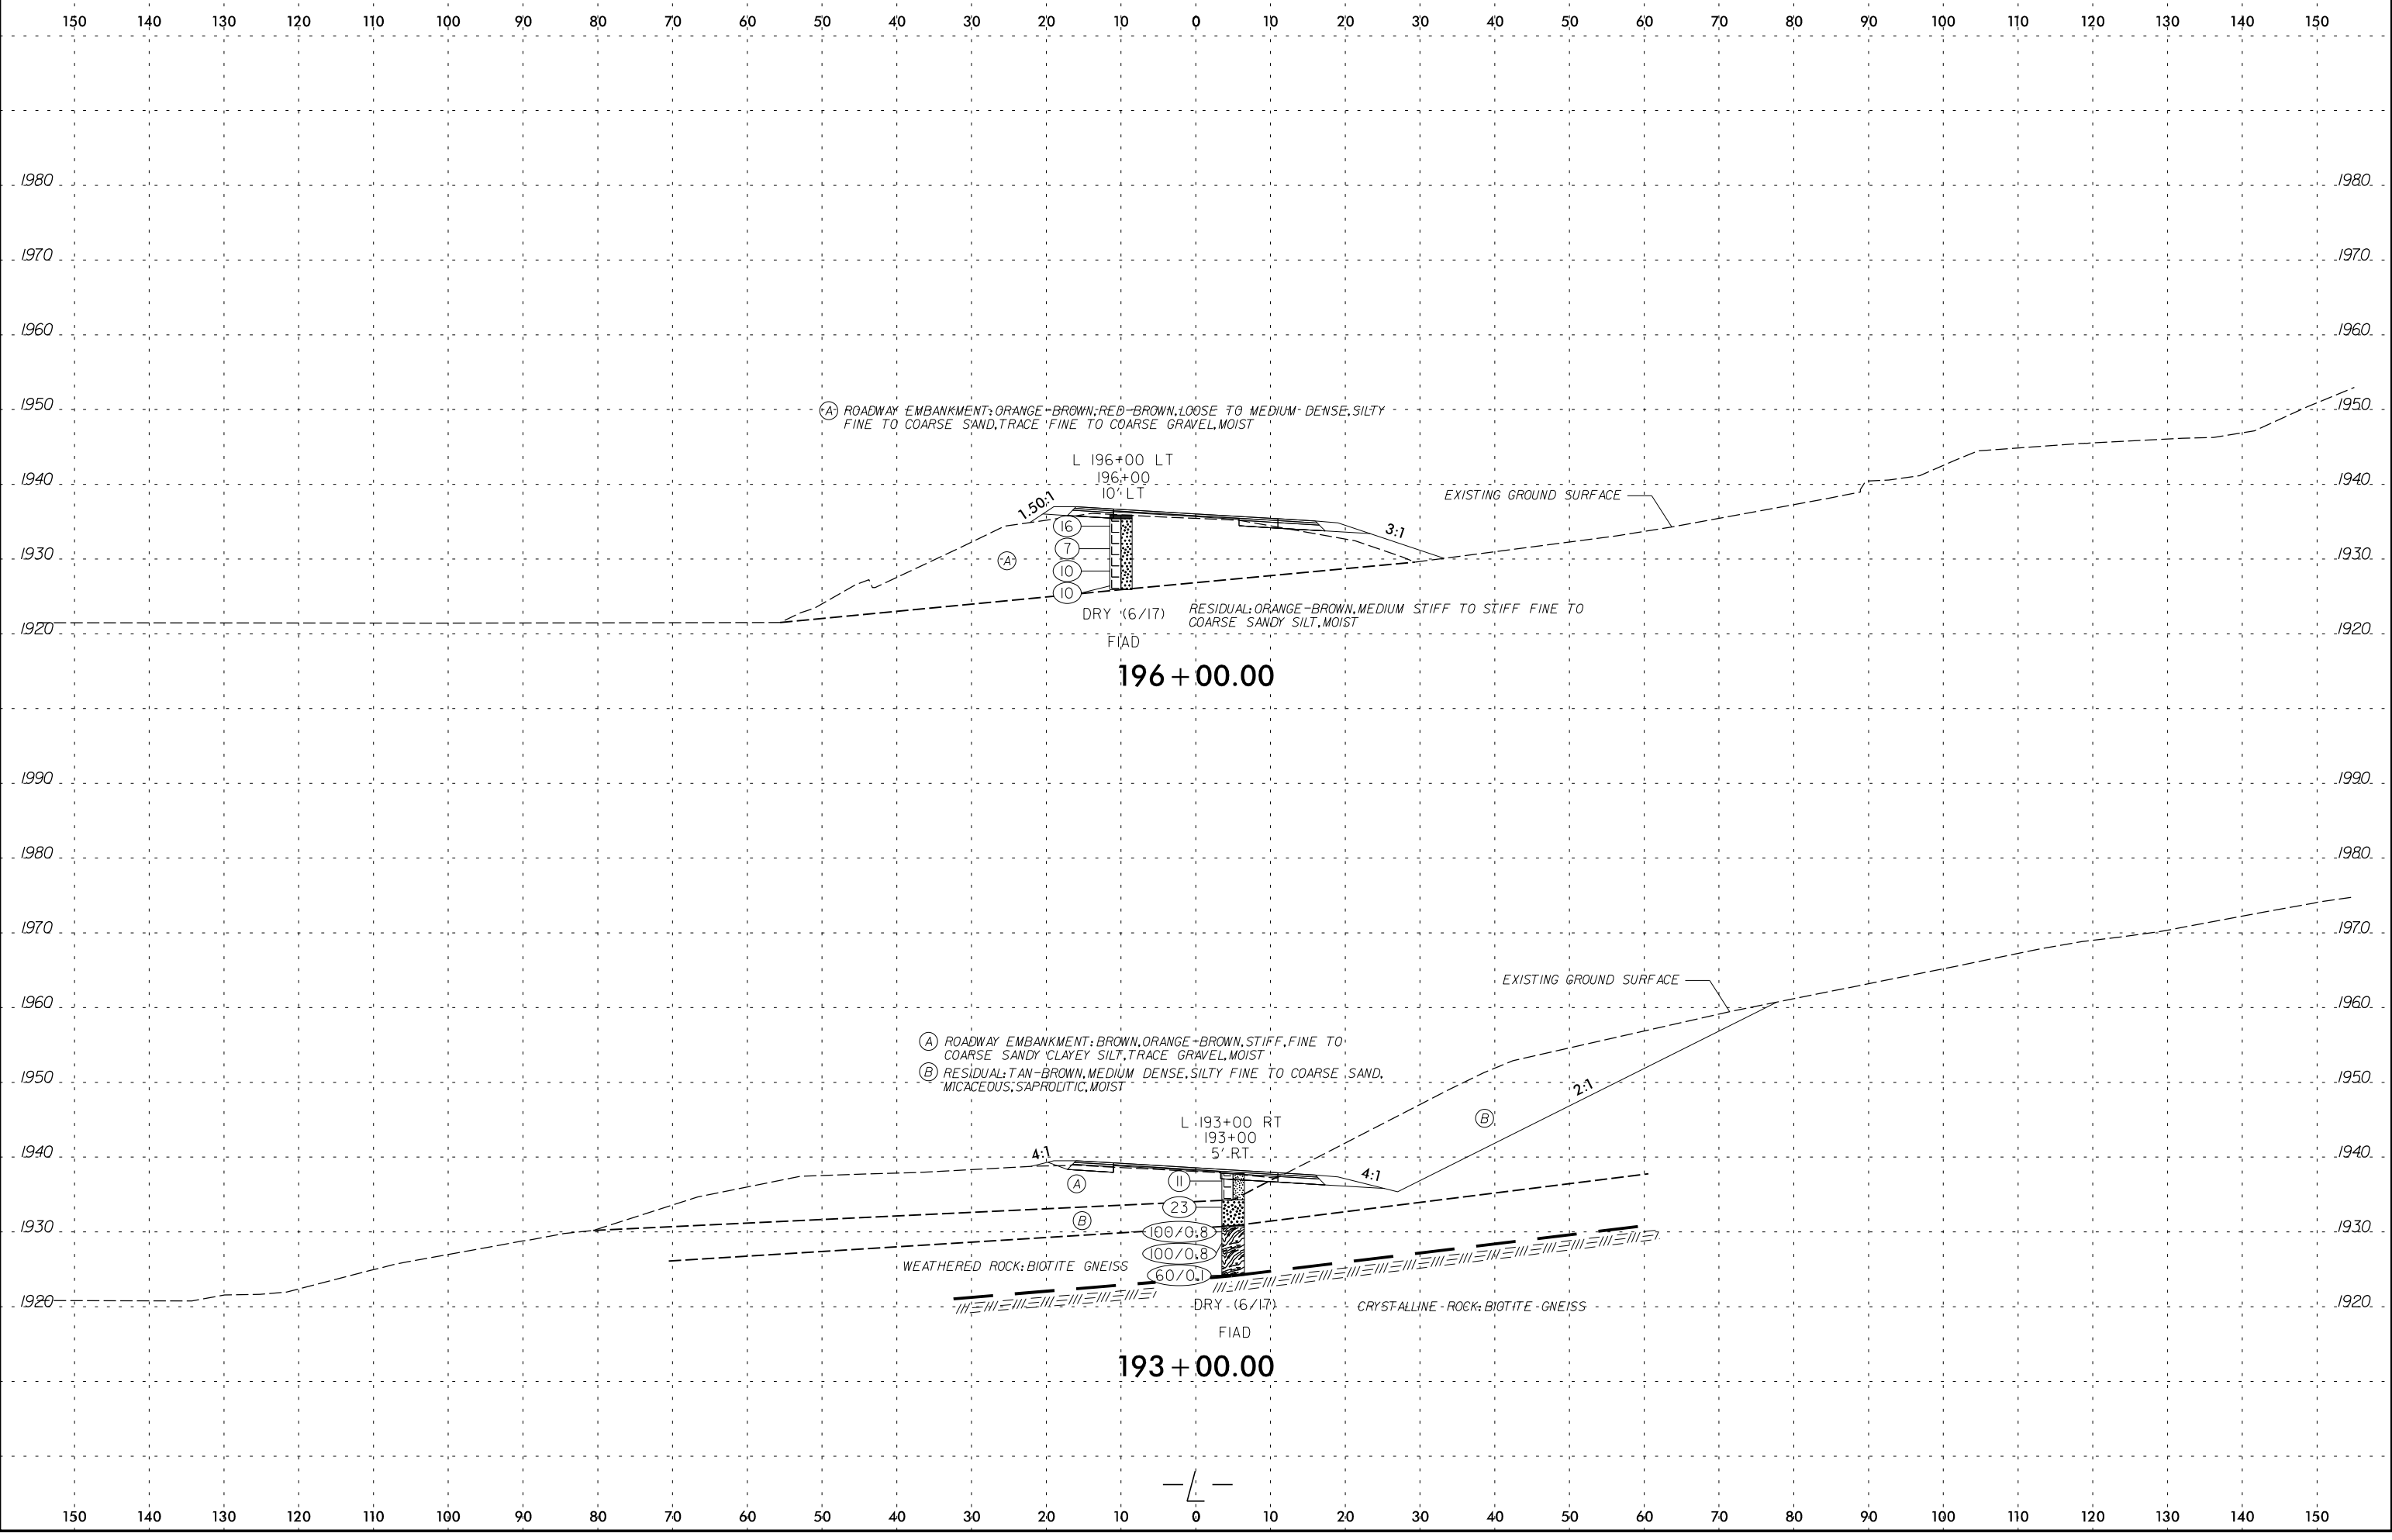 150 140 130 120 110 100 90 80 70 60 50 40 30 20 10 0 10 20 30 40 50 60 70 80 90 100 110 120 130 140 150
1980 1980
1970 1970
1960 1960
1950 1950
A ROADWAY EMBANKMENT: ORANGE-BROWN, RED-BROWN, LOOSE TO MEDIUM DENSE, SILTY
FINE TO COARSE SAND, TRACE FINE TO COARSE GRAVEL, MOIST
L 196+00 LT
196+00
10' LT
1940 1940
EXISTING GROUND SURFACE
1.50:1
3:1
16
7
1930 1930
A
10
10
DRY (6/17)
RESIDUAL: ORANGE-BROWN, MEDIUM STIFF TO STIFF FINE TO
COARSE SANDY SILT, MOIST
1920 1920
FIAD
196+00.00
1990 1990
1980 1980
1970 1970
EXISTING GROUND SURFACE
1960 1960
A ROADWAY EMBANKMENT: BROWN, ORANGE-BROWN, STIFF, FINE TO
COARSE SANDY CLAYEY SILT, TRACE GRAVEL, MOIST
B RESIDUAL: TAN-BROWN, MEDIUM DENSE, SILTY FINE TO COARSE SAND,
MICACEOUS, SAPROLITIC, MOIST
1950 1950
2:1
B
L 193+00 RT
193+00
5' RT
1940 1940
4:1
4:1
A
11
23
B
1930 1930
100/0.8
100/0.8
WEATHERED ROCK: BIOTITE GNEISS
60/0.1
1920 1920
DRY (6/17)
CRYSTALLINE ROCK: BIOTITE GNEISS
FIAD
193+00.00
L
150 140 130 120 110 100 90 80 70 60 50 40 30 20 10 0 10 20 30 40 50 60 70 80 90 100 110 120 130 140 150